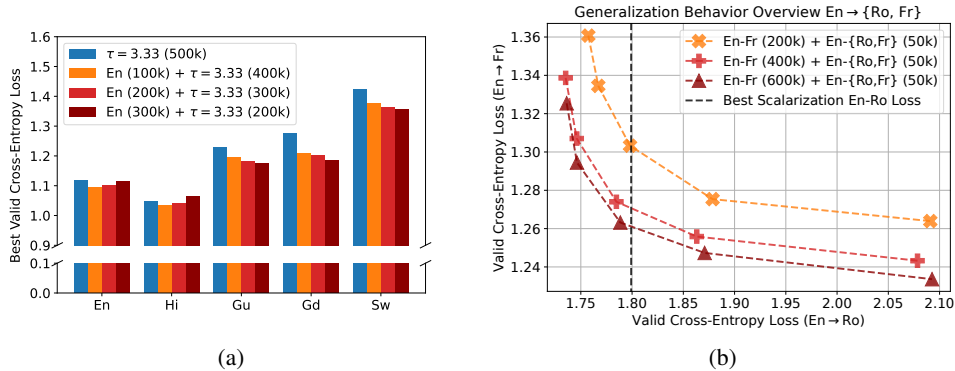 Best Valid Cross-Entropy Loss
1.6
1.5
1.4
1.3
1.2
1.1
1.0
0.9
0.1
0.0
τ = 3.33 (500k)
En (100k) + τ = 3.33 (400k)
En (200k) + τ = 3.33 (300k)
En (300k) + τ = 3.33 (200k)
En Hi Gu Gd Sw
(a)
Generalization Behavior Overview En → {Ro, Fr}
Valid Cross-Entropy Loss (En → Fr)
1.36
1.34
1.32
1.30
1.28
1.26
1.24
En-Fr (200k) + En-{Ro,Fr} (50k)
En-Fr (400k) + En-{Ro,Fr} (50k)
En-Fr (600k) + En-{Ro,Fr} (50k)
Best Scalarization En-Ro Loss
1.75 1.80 1.85 1.90 1.95 2.00 2.05 2.10
Valid Cross-Entropy Loss (En → Ro)
(b)